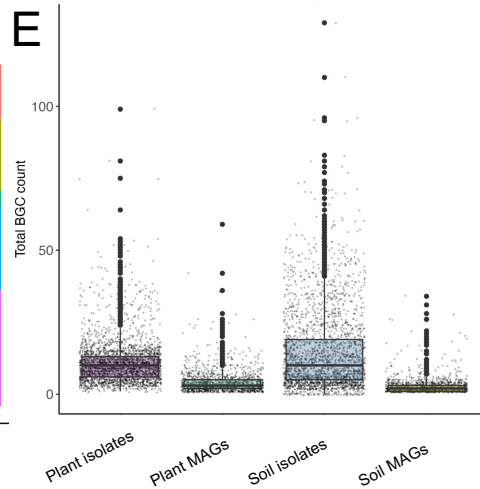 E
Total BGC count
100
50
0
Plant isolates
Plant MAGs
Soil isolates
Soil MAGs